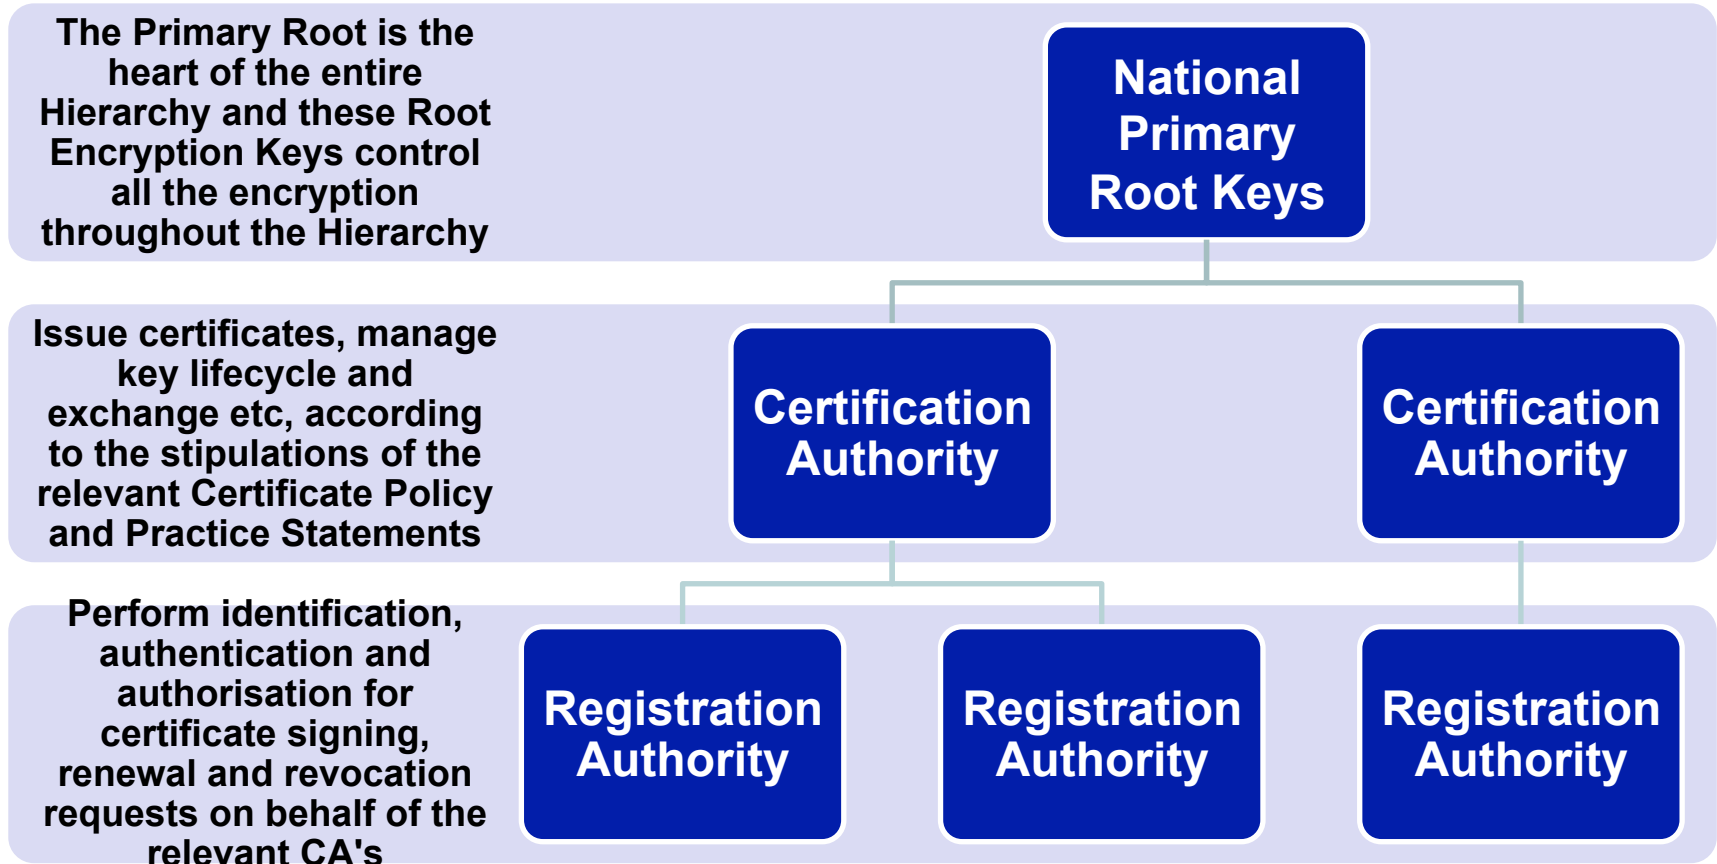 The Primary Root is the
heart of the entire
Hierarchy and these Root
Encryption Keys control
all the encryption
throughout the Hierarchy
National
Primary
Root Keys
Issue certificates, manage
key lifecycle and
exchange etc, according
to the stipulations of the
relevant Certificate Policy
and Practice Statements
Certification
Authority
Certification
Authority
Perform identification,
authentication and
authorisation for
certificate signing,
renewal and revocation
requests on behalf of the
relevant CA's
Registration
Authority
Registration
Authority
Registration
Authority